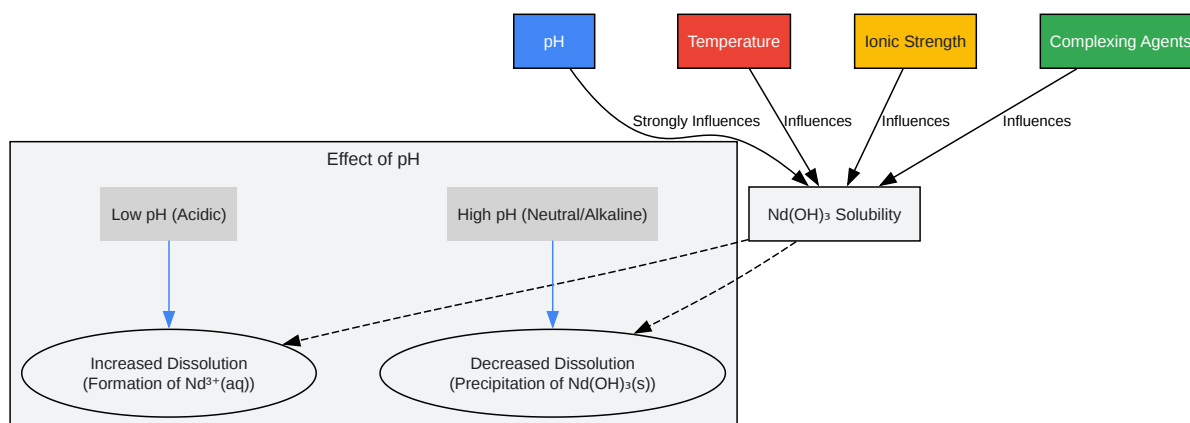 pH
Temperature
Ionic Strength
Complexing Agents
Strongly Influences
Influences
Influences
Influences
Effect of pH
Low pH (Acidic)
High pH (Neutral/Alkaline)
Nd(OH)₃ Solubility
Increased Dissolution
(Formation of Nd³⁺(aq))
Decreased Dissolution
(Precipitation of Nd(OH)₃(s))